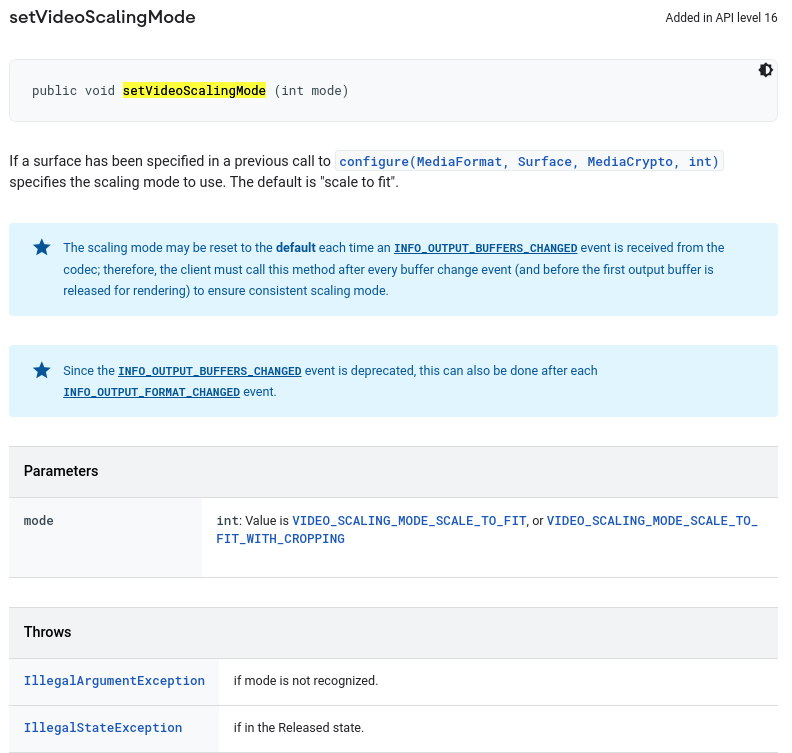 setVideoScalingMode
Added in API level 16
public void setVideoScalingMode (int mode)
If a surface has been specified in a previous call to configure(MediaFormat, Surface, MediaCrypto, int)
specifies the scaling mode to use. The default is "scale to fit".
The scaling mode may be reset to the default each time an INFO_OUTPUT_BUFFERS_CHANGED event is received from the
codec; therefore, the client must call this method after every buffer change event (and before the first output buffer is
released for rendering) to ensure consistent scaling mode.
Since the INFO_OUTPUT_BUFFERS_CHANGED event is deprecated, this can also be done after each
INFO_OUTPUT_FORMAT_CHANGED event.
Parameters
mode
int: Value is VIDEO_SCALING_MODE_SCALE_TO_FIT, or VIDEO_SCALING_MODE_SCALE_TO_
FIT_WITH_CROPPING
Throws
IllegalArgumentException if mode is not recognized.
IllegalStateException if in the Released state.